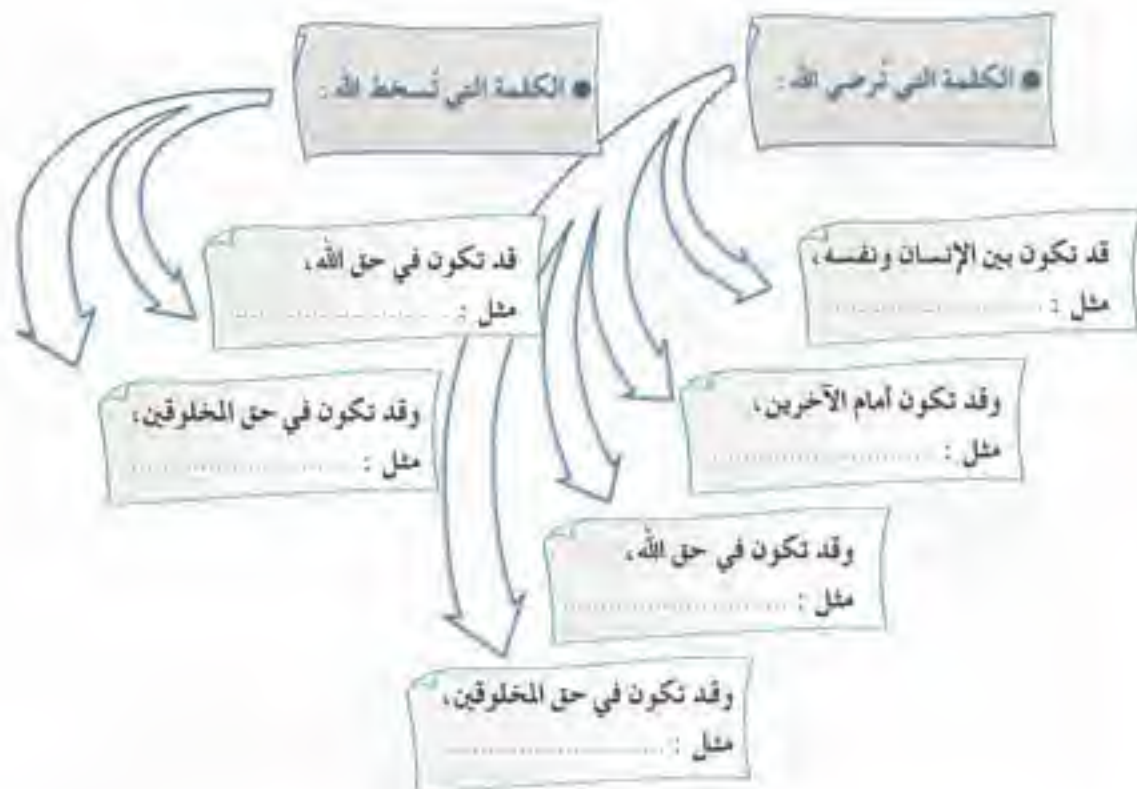 ● الكلمة التي تُرضي الله :
● الكلمة التي تُسخط الله :
قد تكون بين الإنسان ونفسه،
مثل : ..............................
قد تكون في حق الله،
مثل : ..............................
وقد تكون أمام الآخرين،
مثل : ..............................
وقد تكون في حق المخلوقين،
مثل : ..............................
وقد تكون في حق الله،
مثل : ..............................
وقد تكون في حق المخلوقين،
مثل : ..............................